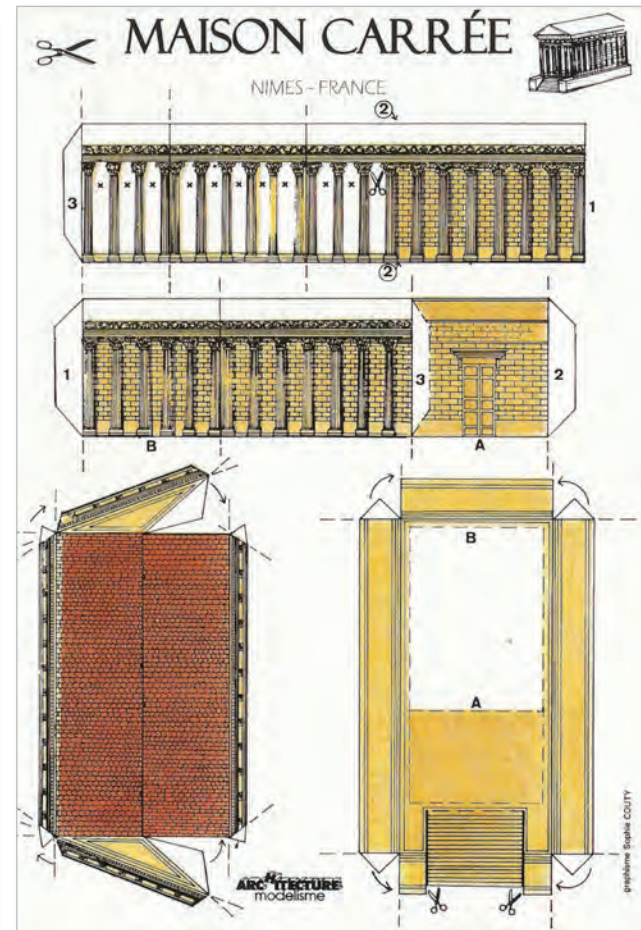 MAISON CARRÉE
NIMES - FRANCE
2
3
1
2
1
3
2
B
A
B
A
ARCHITECTURE
modelisme
graphisme Sophie COUTY